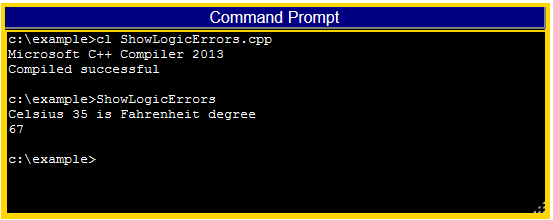 Command Prompt
c:\example>cl ShowLogicErrors.cpp
Microsoft C++ Compiler 2013
Compiled successfully
c:\example>ShowLogicErrors
Celsius 35 is Fahrenheit degree
67
c:\example>